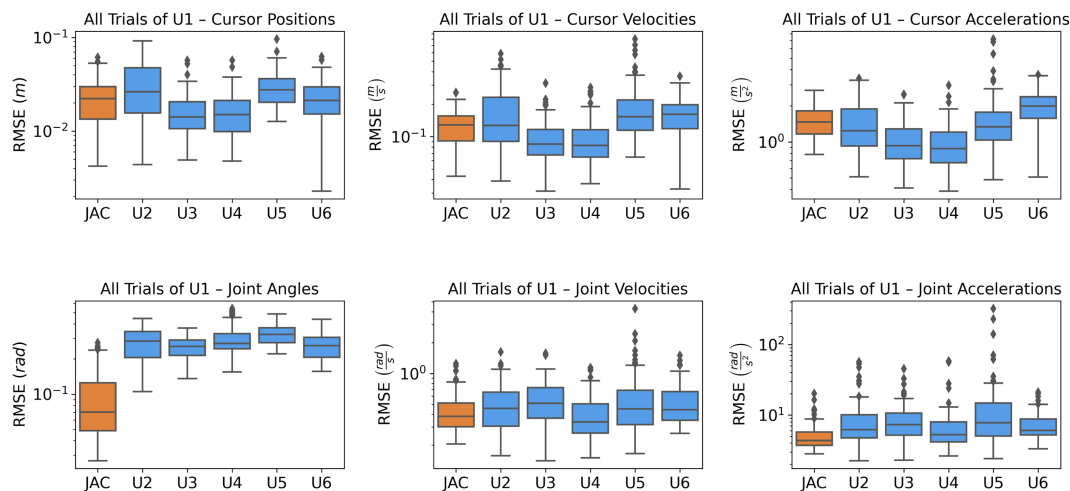 All Trials of U1 – Cursor Positions
RMSE (m)
10⁻¹
10⁻²
JAC U2 U3 U4 U5 U6
All Trials of U1 – Cursor Velocities
RMSE (m/s)
10⁻¹
JAC U2 U3 U4 U5 U6
All Trials of U1 – Cursor Accelerations
RMSE (m/s²)
10⁰
JAC U2 U3 U4 U5 U6
All Trials of U1 – Joint Angles
RMSE (rad)
10⁻¹
JAC U2 U3 U4 U5 U6
All Trials of U1 – Joint Velocities
RMSE (rad/s)
10⁰
JAC U2 U3 U4 U5 U6
All Trials of U1 – Joint Accelerations
RMSE (rad/s²)
10²
10¹
JAC U2 U3 U4 U5 U6